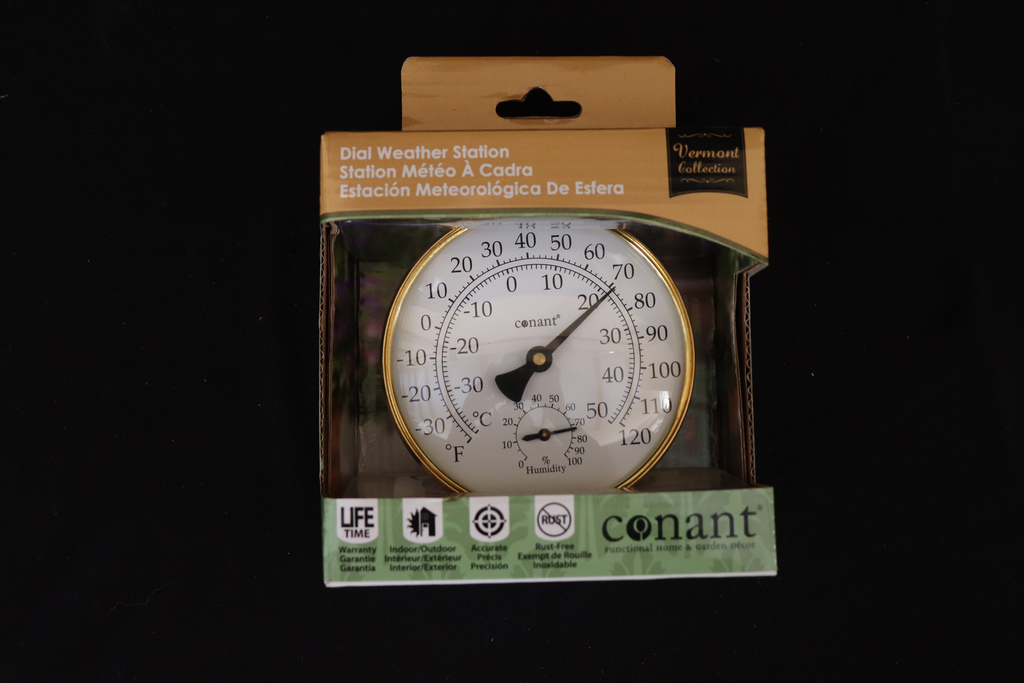 Dial Weather Station
Station Météo À Cadra
Estación Meteorológica De Esfera
Vermont
Collection
-30 -20 -10 0 10 20 30 40 50 60 70 80 90 100 110 120
°F
-30 -20 -10 0 10 20 30 40 50
°C
conant®
0 10 20 30 40 50 60 70 80 90 100
%
Humidity
LIFE
TIME
Warranty
Garantie
Garantia
Indoor/Outdoor
Intérieur/Extérieur
Interior/Exterior
Accurate
Précis
Precisión
RUST
Rust-Free
Exempt de Rouille
Inoxidable
conant®
Functional Home & Garden Décor